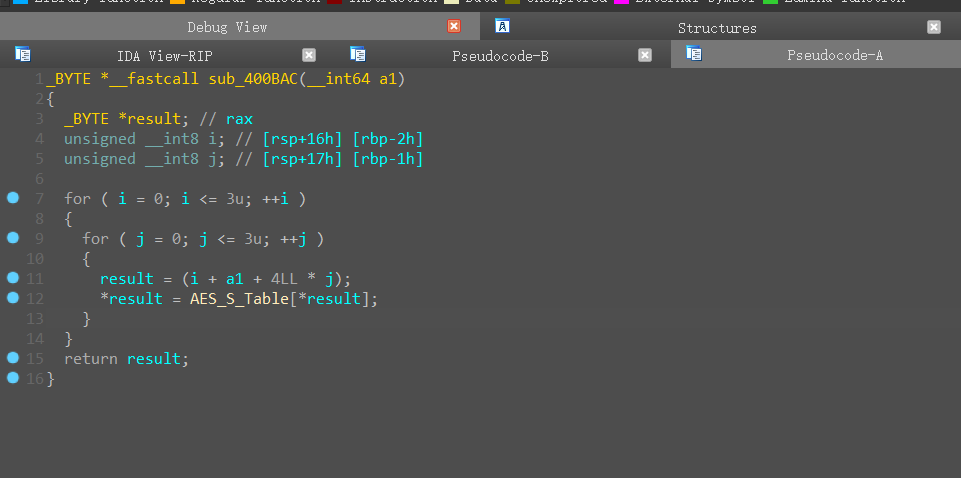 Library function Regular function Instruction Data Unexplored External symbol Lumina function
Debug View Structures
IDA View-RIP Pseudocode-B Pseudocode-A
1 _BYTE *__fastcall sub_400BAC(__int64 a1)
2 {
3 _BYTE *result; // rax
4 unsigned __int8 i; // [rsp+16h] [rbp-2h]
5 unsigned __int8 j; // [rsp+17h] [rbp-1h]
6
7 for ( i = 0; i <= 3u; ++i )
8 {
9 for ( j = 0; j <= 3u; ++j )
10 {
11 result = (i + a1 + 4LL * j);
12 *result = AES_S_Table[*result];
13 }
14 }
15 return result;
16 }